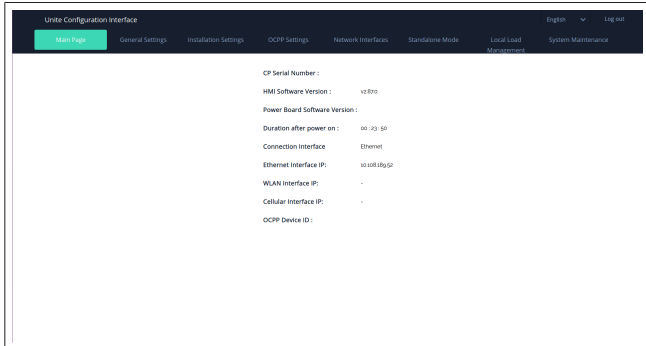 Unite Configuration Interface
English
Log out
Main Page
General Settings
Installation Settings
OCPP Settings
Network Interfaces
Standalone Mode
Local Load
Management
System Maintenance
CP Serial Number :
HMI Software Version : v2.87.0
Power Board Software Version :
Duration after power on : 00 : 23 : 50
Connection Interface Ethernet
Ethernet Interface IP: 10.108.189.52
WLAN Interface IP: -
Cellular Interface IP: -
OCPP Device ID :